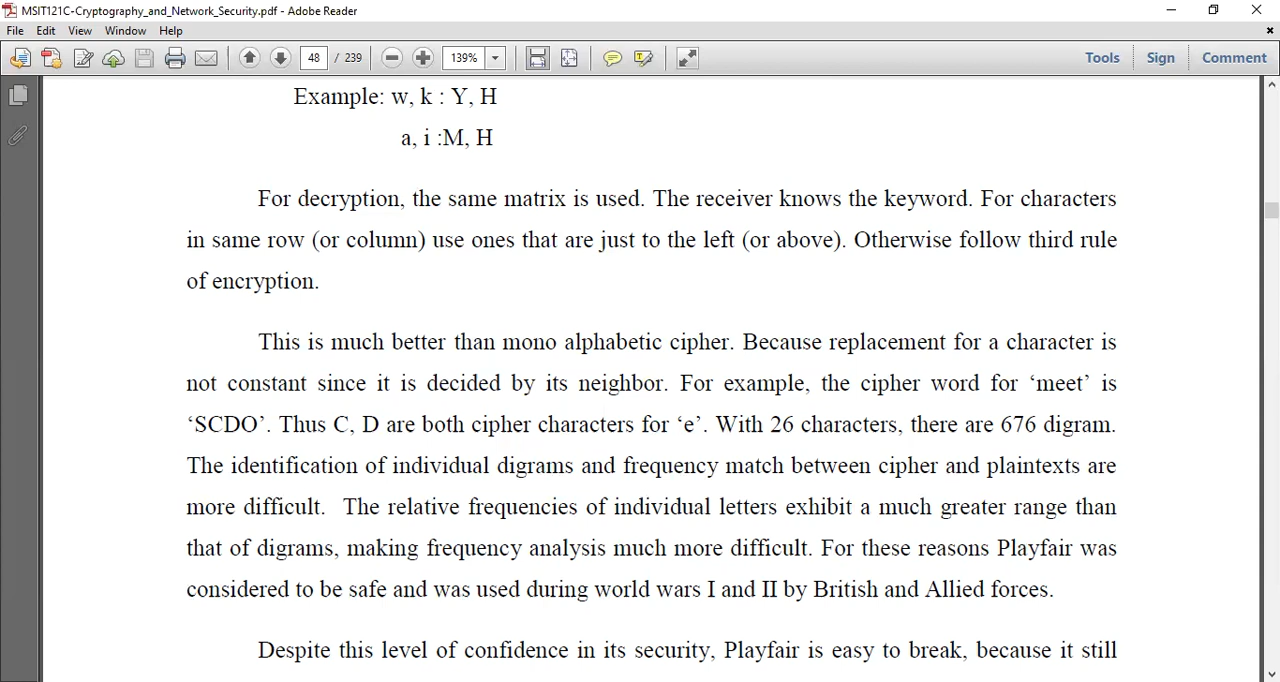 MSIT121C-Cryptography_and_Network_Security.pdf - Adobe Reader
File Edit View Window Help
48 / 239 139% Tools Sign Comment
Example: w, k : Y, H
a, i :M, H
For decryption, the same matrix is used. The receiver knows the keyword. For characters
in same row (or column) use ones that are just to the left (or above). Otherwise follow third rule
of encryption.
This is much better than mono alphabetic cipher. Because replacement for a character is
not constant since it is decided by its neighbor. For example, the cipher word for ‘meet’ is
‘SCDO’. Thus C, D are both cipher characters for ‘e’. With 26 characters, there are 676 digram.
The identification of individual digrams and frequency match between cipher and plaintexts are
more difficult. The relative frequencies of individual letters exhibit a much greater range than
that of digrams, making frequency analysis much more difficult. For these reasons Playfair was
considered to be safe and was used during world wars I and II by British and Allied forces.
Despite this level of confidence in its security, Playfair is easy to break, because it still